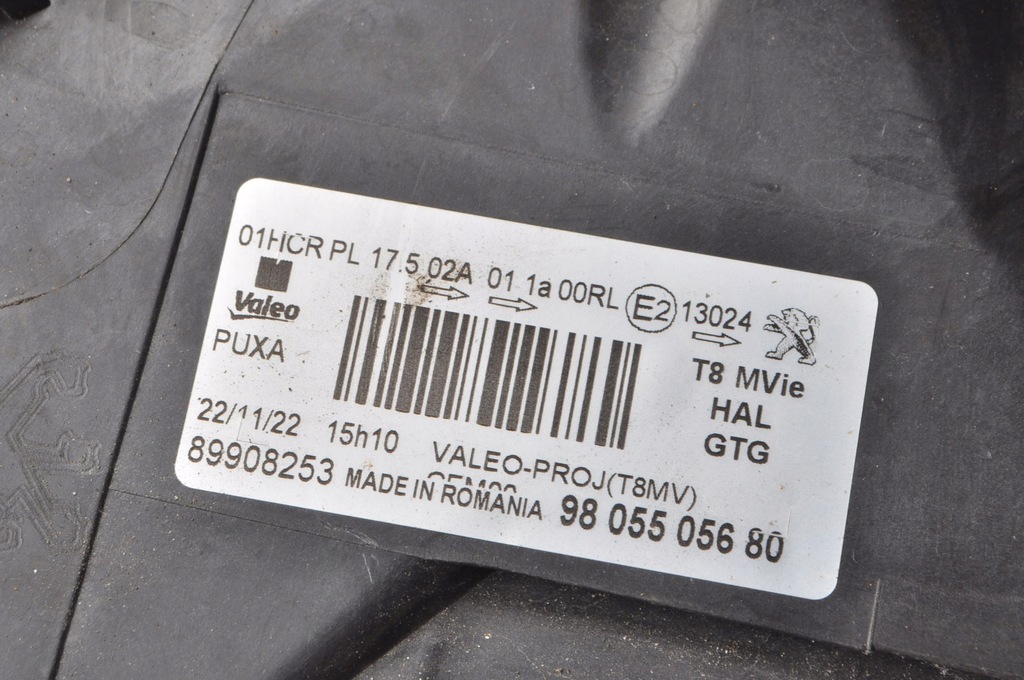 01HCR PL 17.5 02A 01 1a 00RL E2 13024
Valeo
PUXA
T8 MVie
HAL
GTG
22/11/22 15h10 VALEO-PROJ(T8MV)
89908253 MADE IN ROMANIA 98 055 056 80